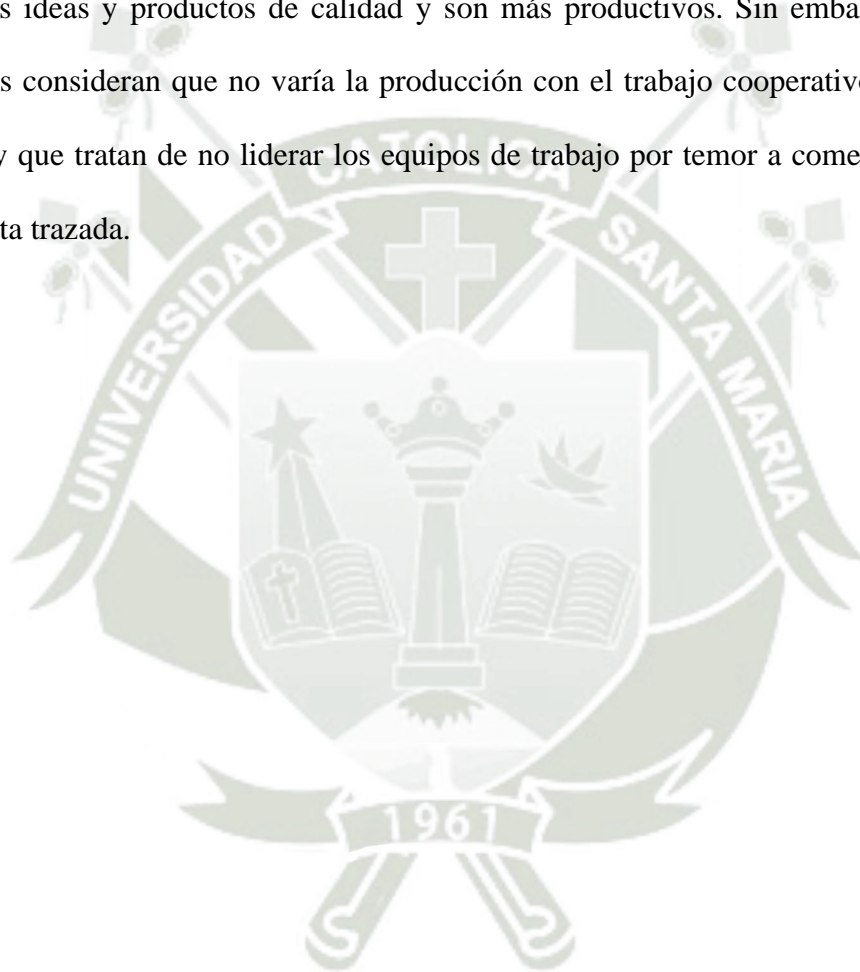 s ideas y productos de calidad y son más productivos. Sin emba
s consideran que no varía la producción con el trabajo cooperativo
y que tratan de no liderar los equipos de trabajo por temor a come
ta trazada.
UNIVERSIDAD CATOLICA SANTA MARIA
1961